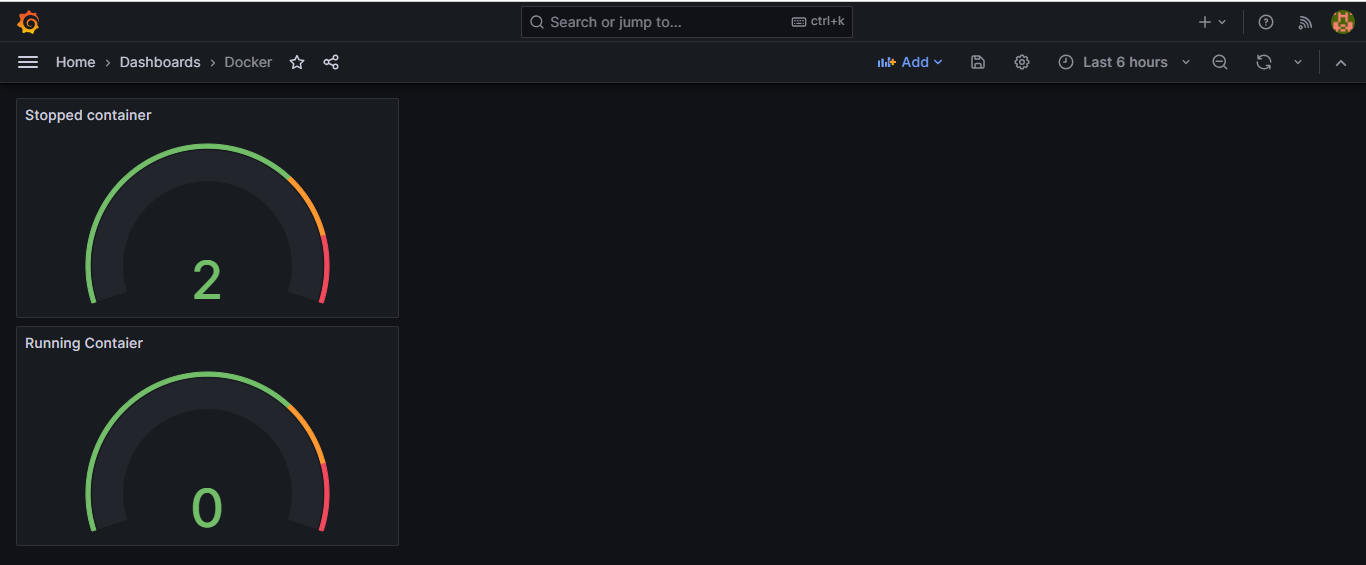 Search or jump to... ctrl+k
Home › Dashboards › Docker Add Last 6 hours
Stopped container
2
Running Contaier
0